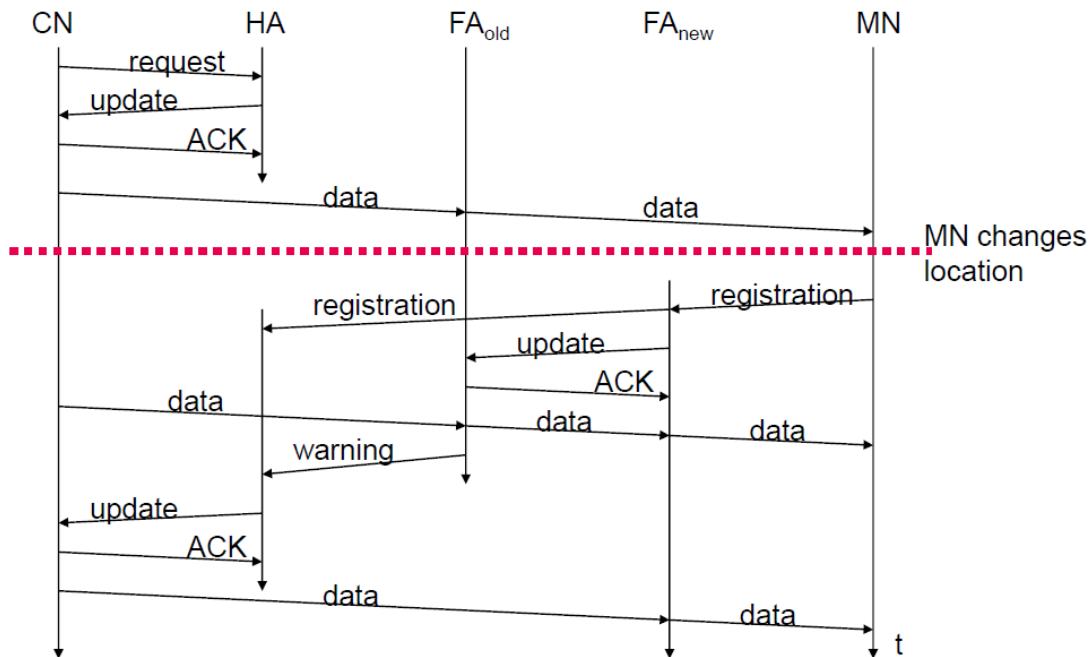 CN HA FAold FAnew MN
request
update
ACK
data data
MN changes
location
registration registration
update
ACK
data data data
warning
update
ACK
data data
t